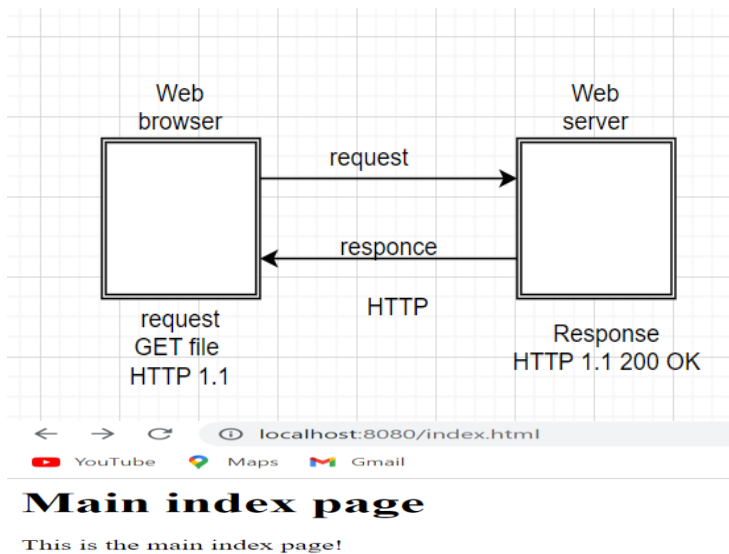 Web
browser
Web
server
request
responce
HTTP
request
GET file
HTTP 1.1
Response
HTTP 1.1 200 OK
localhost:8080/index.html
YouTube Maps Gmail
Main index page
This is the main index page!